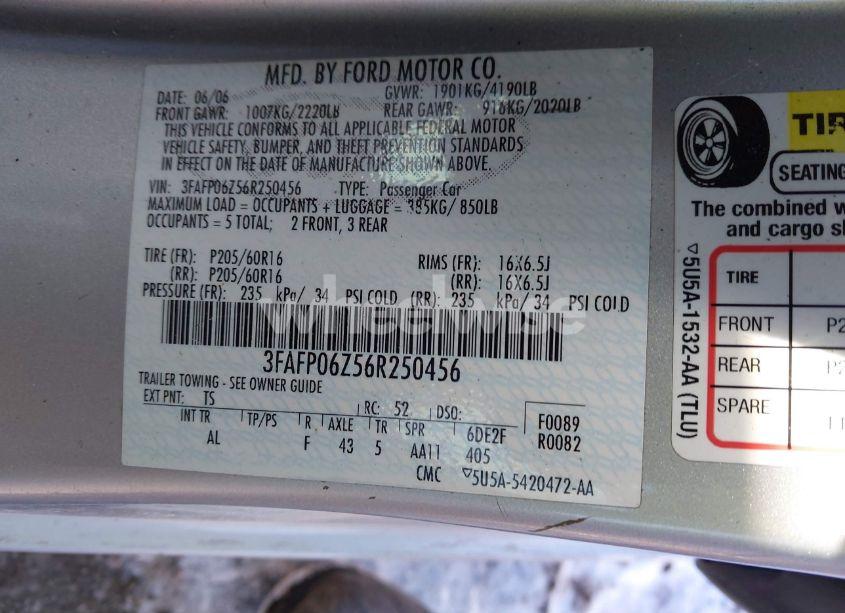 MFD. BY FORD MOTOR CO.
DATE: 06/06 GVWR: 1901KG/4190LB
FRONT GAWR: 1007KG/2220LB REAR GAWR: 916KG/2020LB
THIS VEHICLE CONFORMS TO ALL APPLICABLE FEDERAL MOTOR
VEHICLE SAFETY, BUMPER, AND THEFT PREVENTION STANDARDS
IN EFFECT ON THE DATE OF MANUFACTURE SHOWN ABOVE.
VIN: 3FAFP06Z56R250456 TYPE: Passenger Car
MAXIMUM LOAD = OCCUPANTS + LUGGAGE = 385KG/ 850LB
OCCUPANTS = 5 TOTAL; 2 FRONT, 3 REAR
TIRE (FR): P205/60R16 RIMS (FR): 16X6.5J
(RR): P205/60R16 (RR): 16X6.5J
PRESSURE (FR): 235 kPa/ 34 PSI COLD (RR): 235 kPa/ 34 PSI COLD
wheelwise
3FAFP06Z56R250456
TRAILER TOWING - SEE OWNER GUIDE
EXT PNT: TS RC: 52 DSO: F0089
INT TR TP/PS R AXLE TR SPR 6DE2F R0082
AL F 43 5 AA11 405
CMC ▽5U5A-5420472-AA
TIR
SEATING
The combined w
and cargo sh
TIRE
FRONT P2
REAR P2
SPARE
▽5U5A-1532-AA (TLU)